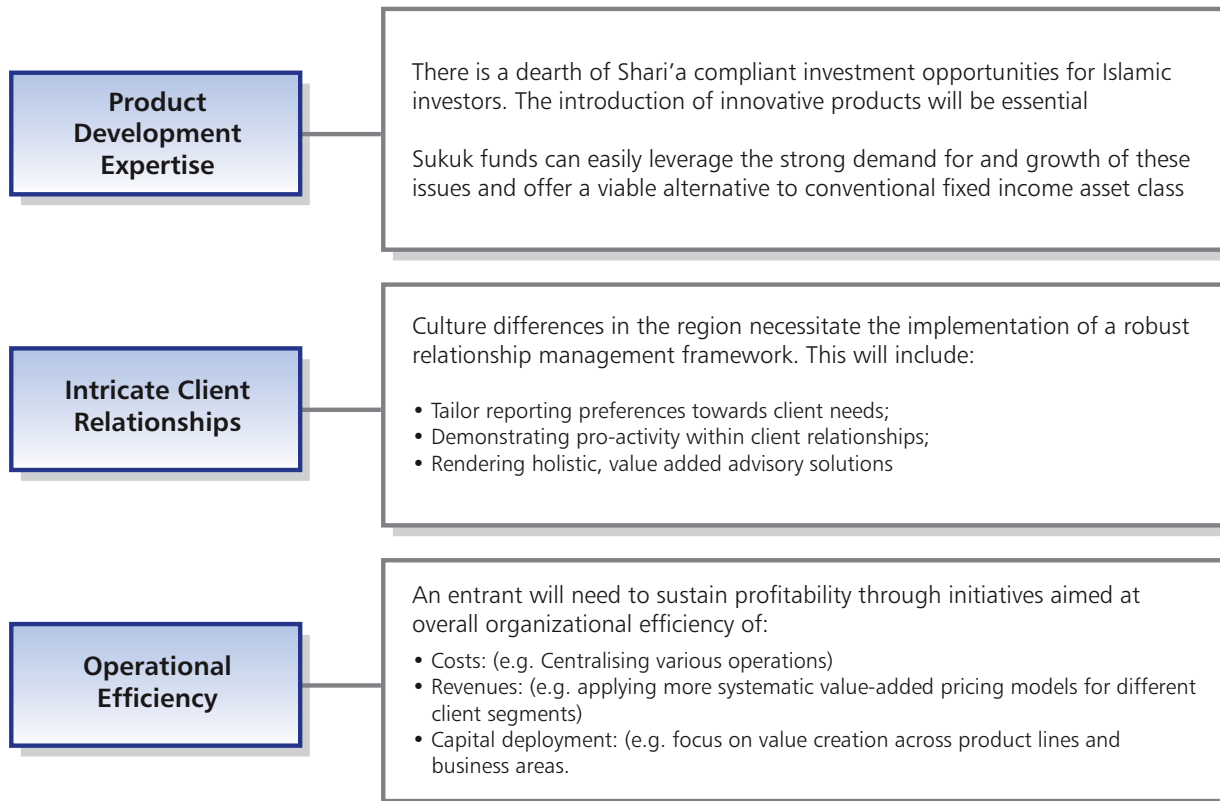 Product
Development
Expertise
There is a dearth of Shari'a compliant investment opportunities for Islamic
investors. The introduction of innovative products will be essential
Sukuk funds can easily leverage the strong demand for and growth of these
issues and offer a viable alternative to conventional fixed income asset class
Intricate Client
Relationships
Culture differences in the region necessitate the implementation of a robust
relationship management framework. This will include:
• Tailor reporting preferences towards client needs;
• Demonstrating pro-activity within client relationships;
• Rendering holistic, value added advisory solutions
Operational
Efficiency
An entrant will need to sustain profitability through initiatives aimed at
overall organizational efficiency of:
• Costs: (e.g. Centralising various operations)
• Revenues: (e.g. applying more systematic value-added pricing models for different
client segments)
• Capital deployment: (e.g. focus on value creation across product lines and
business areas.